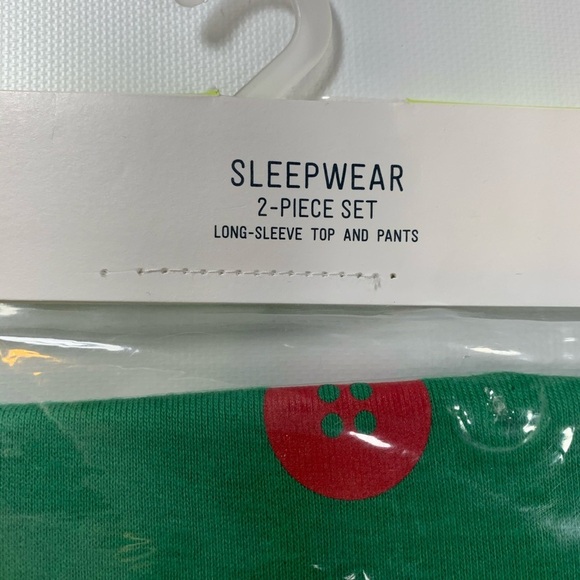 SLEEPWEAR
2-PIECE SET
LONG-SLEEVE TOP AND PANTS